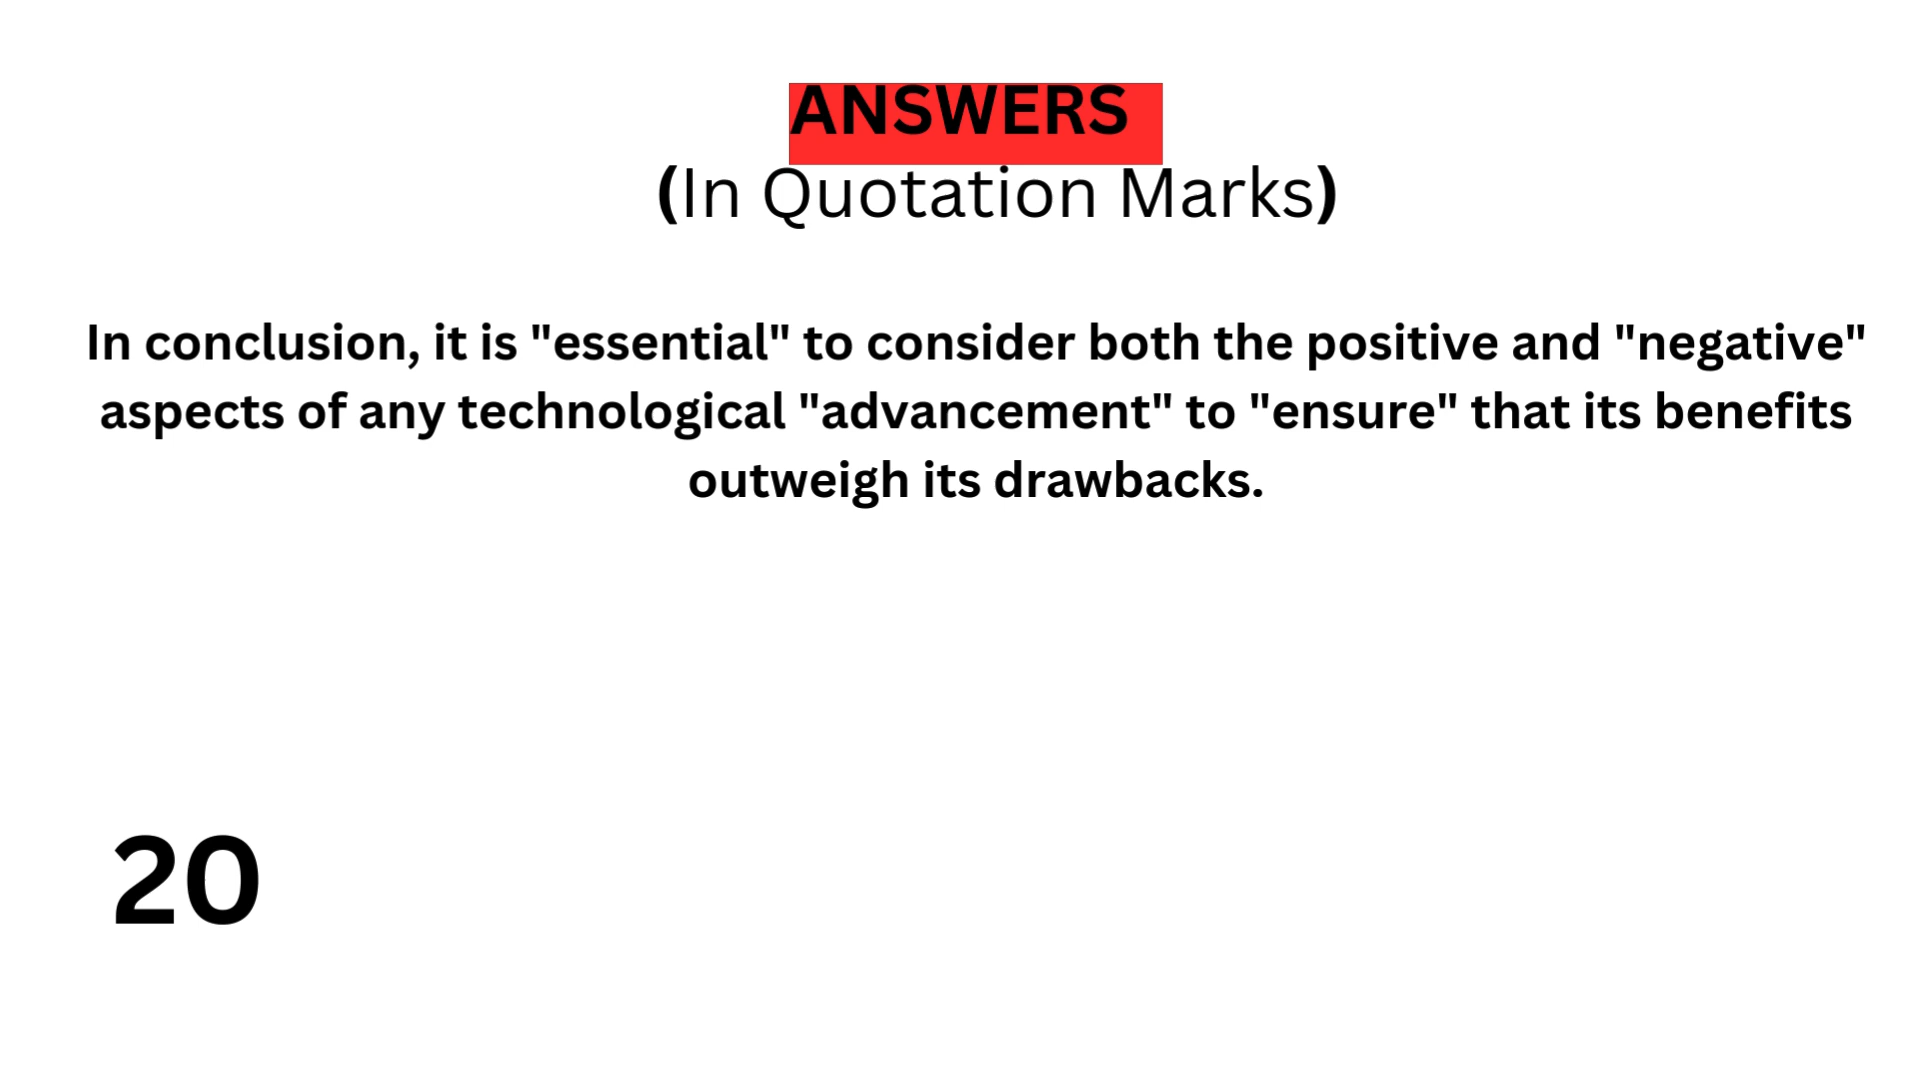 ANSWERS
(In Quotation Marks)
In conclusion, it is "essential" to consider both the positive and "negative"
aspects of any technological "advancement" to "ensure" that its benefits
outweigh its drawbacks.
20